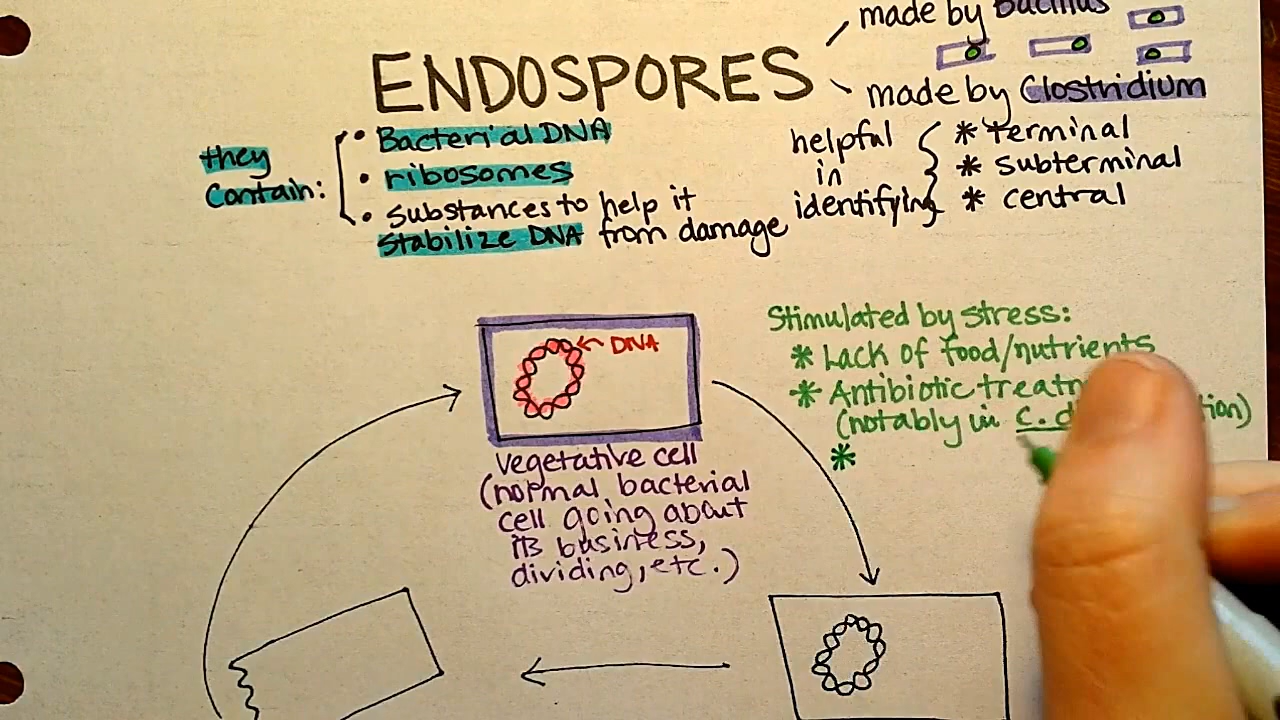 made by Bacillus
ENDOSPORES
made by Clostridium
they
contain:
• Bacterial DNA
• ribosomes
• substances to help it
stabilize DNA from damage
helpful
in
identifying
* terminal
* subterminal
* central
DNA
vegetative cell
(normal bacterial
cell going about
its business,
dividing, etc.)
Stimulated by stress:
* Lack of food/nutrients
* Antibiotic
(notably in C.
*